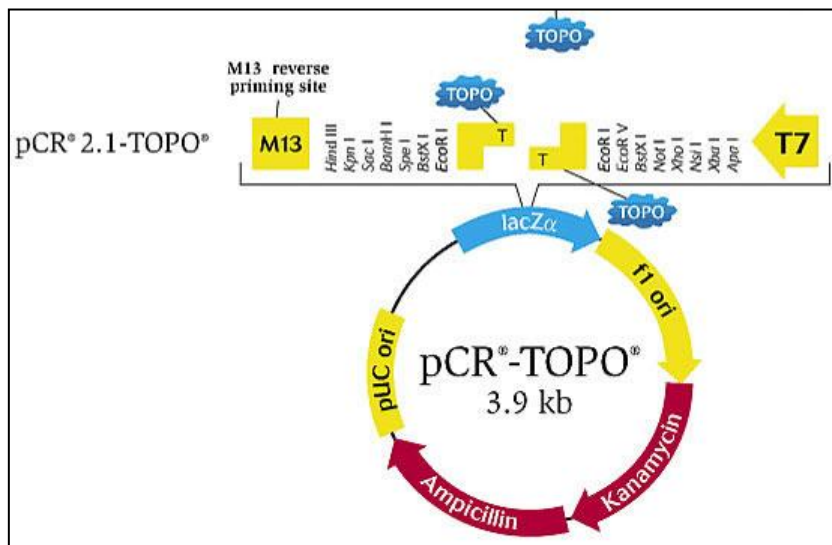 TOPO
M13 reverse
priming site
TOPO
pCR® 2.1-TOPO®
M13
Hind III
Kpn I
Sac I
BamH I
Spe I
BstX I
EcoR I
T
T
EcoR I
EcoR V
BstX I
Not I
Xho I
Nsi I
Xba I
Apa I
T7
TOPO
lacZα
f1 ori
pUC ori
pCR®-TOPO®
3.9 kb
Kanamycin
Ampicillin